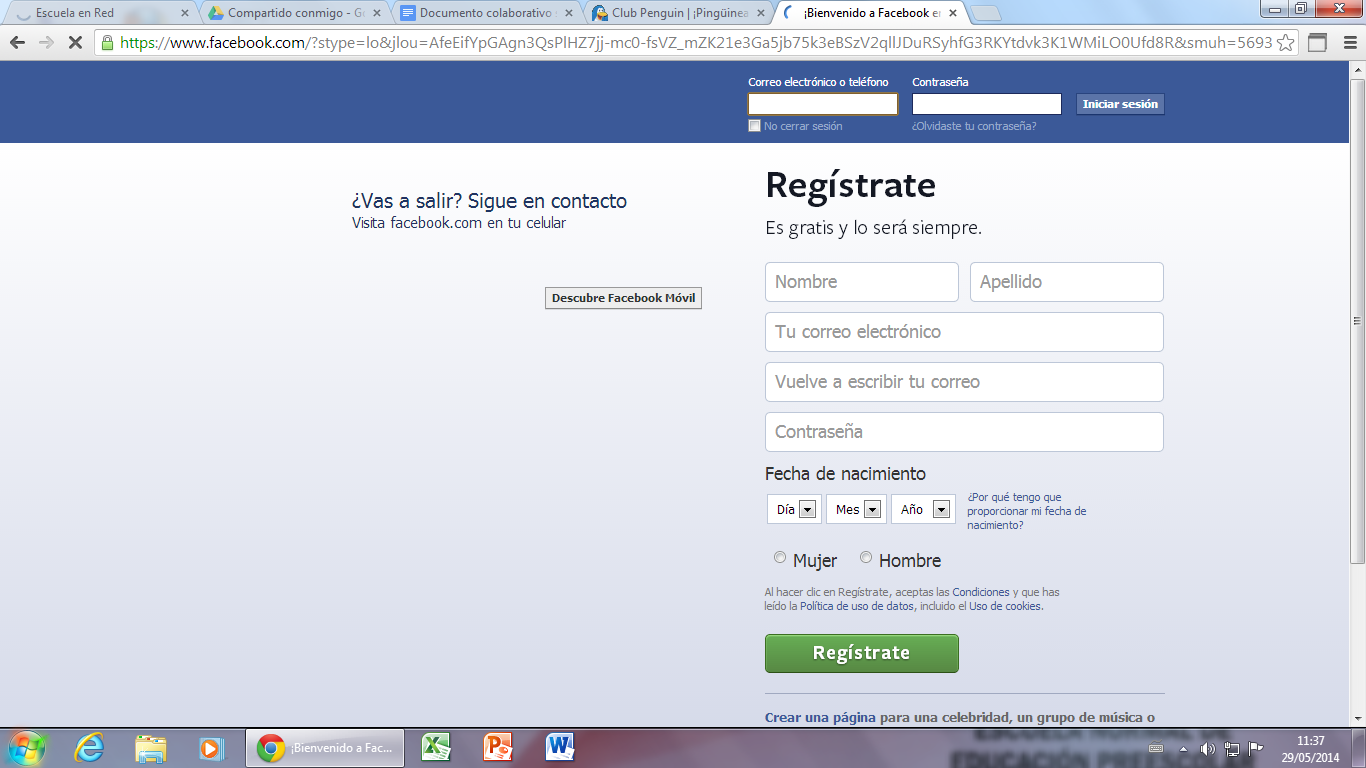 Escuela en Red
Compartido conmigo - G
Documento colaborativo
Club Penguin | ¡Pingüinea
¡Bienvenido a Facebook en
https://www.facebook.com/?stype=lo&jlou=AfeEifYpGAgn3QsPlHZ7jj-mc0-fsVZ_mZK21e3Ga5jb75k3eBSzV2qllJDuRSyhfG3RKYtdvk3K1WMiLO0Ufd8R&smuh=5693
Correo electrónico o teléfono
Contraseña
Iniciar sesión
No cerrar sesión
¿Olvidaste tu contraseña?
¿Vas a salir? Sigue en contacto
Visita facebook.com en tu celular
Descubre Facebook Móvil
Regístrate
Es gratis y lo será siempre.
Nombre
Apellido
Tu correo electrónico
Vuelve a escribir tu correo
Contraseña
Fecha de nacimiento
Día
Mes
Año
¿Por qué tengo que
proporcionar mi fecha de
nacimiento?
Mujer
Hombre
Al hacer clic en Regístrate, aceptas las Condiciones y que has
leído la Política de uso de datos, incluido el Uso de cookies.
Regístrate
Crear una página para una celebridad, un grupo de música o
¡Bienvenido a Fac...
ESCUELA NORMAL DE
EDUCACIÓN PREESCOLAR
11:37
29/05/2014